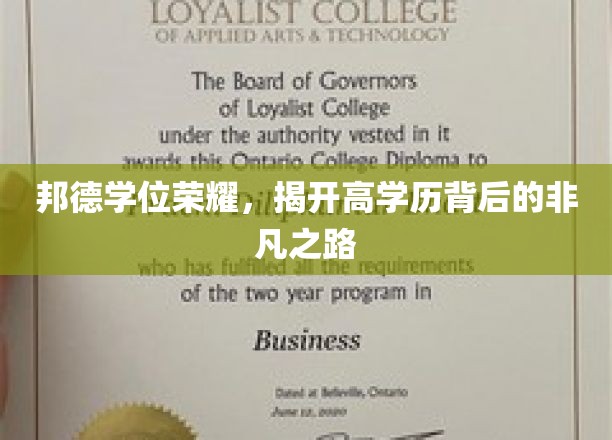 LOYALIST COLLEGE
OF APPLIED ARTS & TECHNOLOGY
The Board of Governors
of Loyalist College
under the authority vested in it
awards this Ontario College Diploma to
邦德学位荣耀，揭开高学历背后的非
凡之路
who has fulfilled all the requirements
of the two year program in
Business
Dated at Belleville, Ontario
June 12, 2020